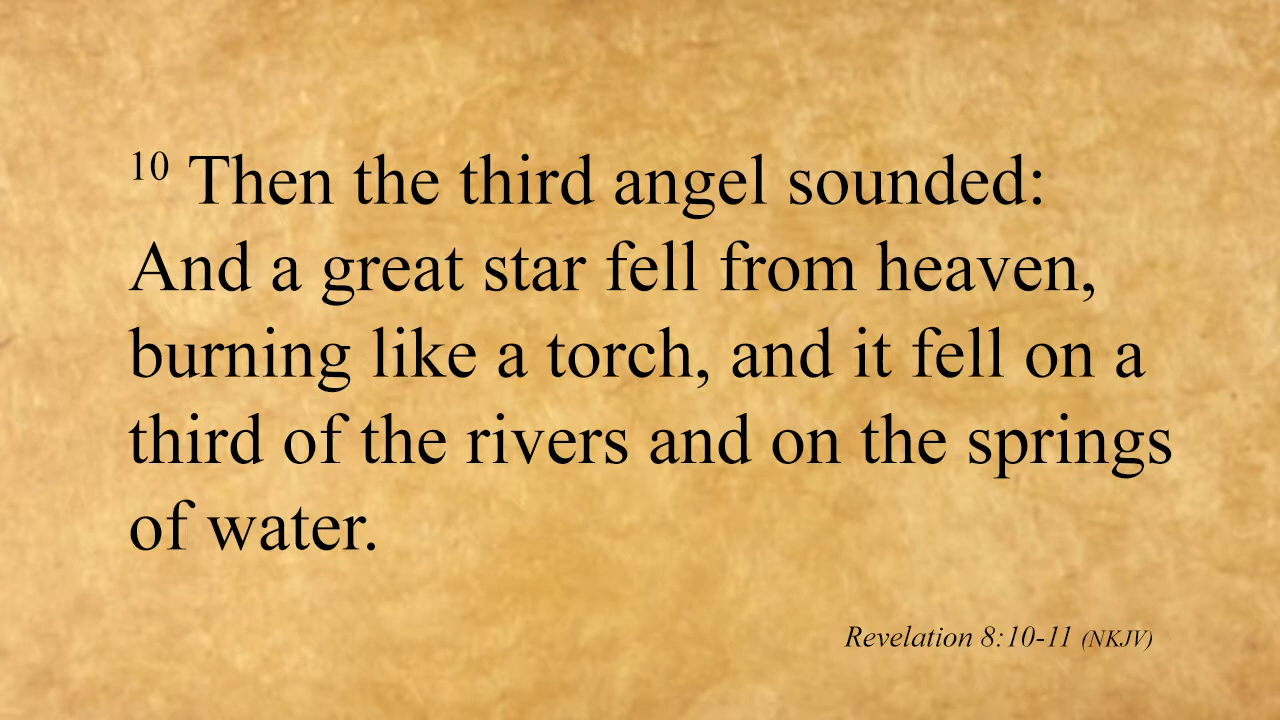 10 Then the third angel sounded:
And a great star fell from heaven,
burning like a torch, and it fell on a
third of the rivers and on the springs
of water.
Revelation 8:10-11 (NKJV)